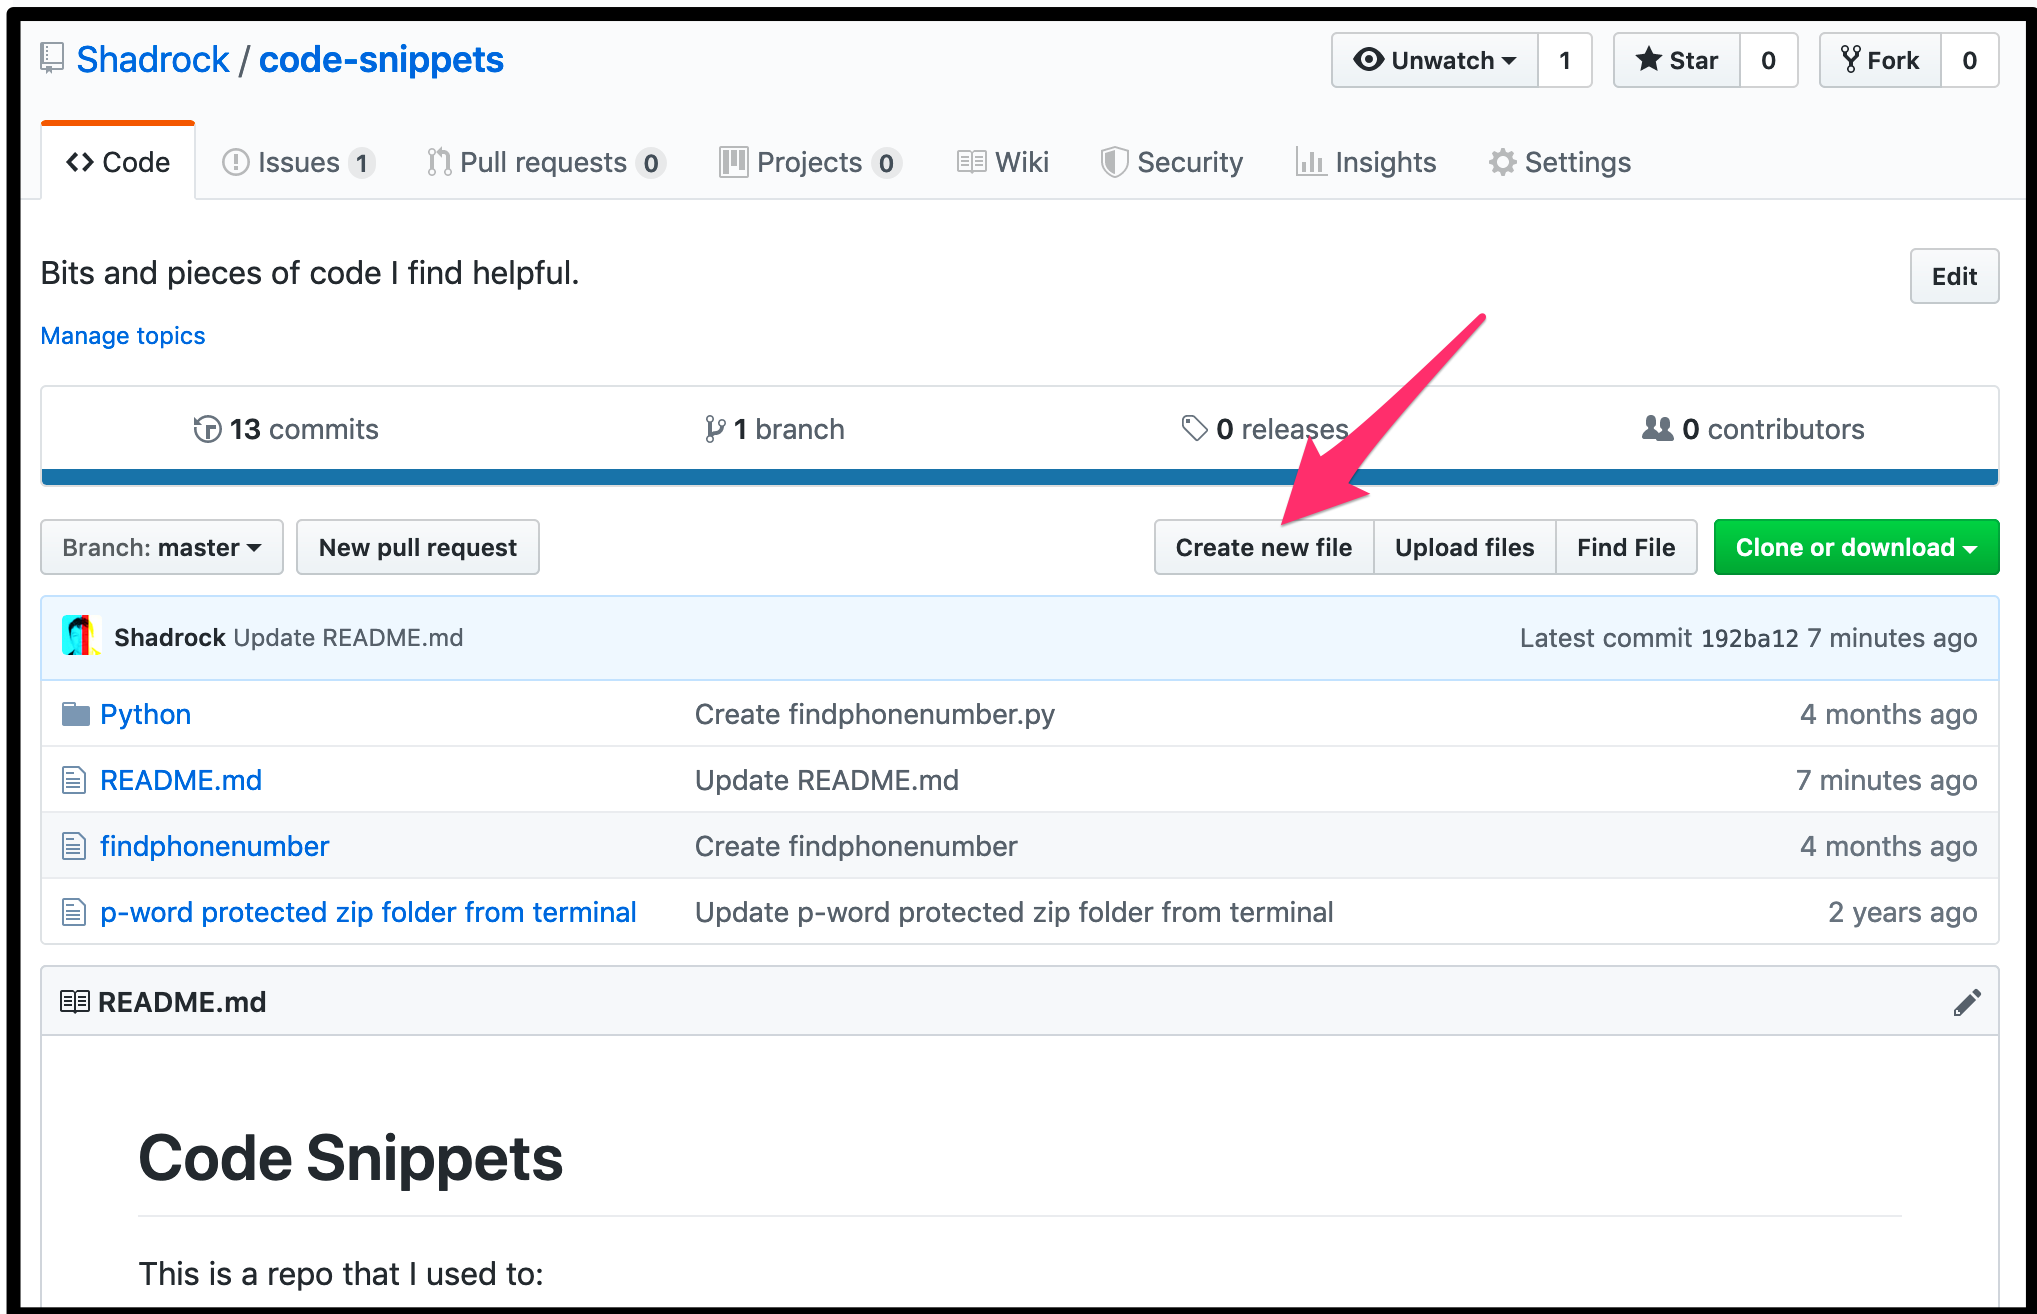 Shadrock / code-snippets
Unwatch 1 Star 0 Fork 0
Code Issues 1 Pull requests 0 Projects 0 Wiki Security Insights Settings
Bits and pieces of code I find helpful.
Edit
Manage topics
13 commits 1 branch 0 releases 0 contributors
Branch: master New pull request Create new file Upload files Find File Clone or download
Shadrock Update README.md Latest commit 192ba12 7 minutes ago
Python Create findphonenumber.py 4 months ago
README.md Update README.md 7 minutes ago
findphonenumber Create findphonenumber 4 months ago
p-word protected zip folder from terminal Update p-word protected zip folder from terminal 2 years ago
README.md
Code Snippets
This is a repo that I used to: